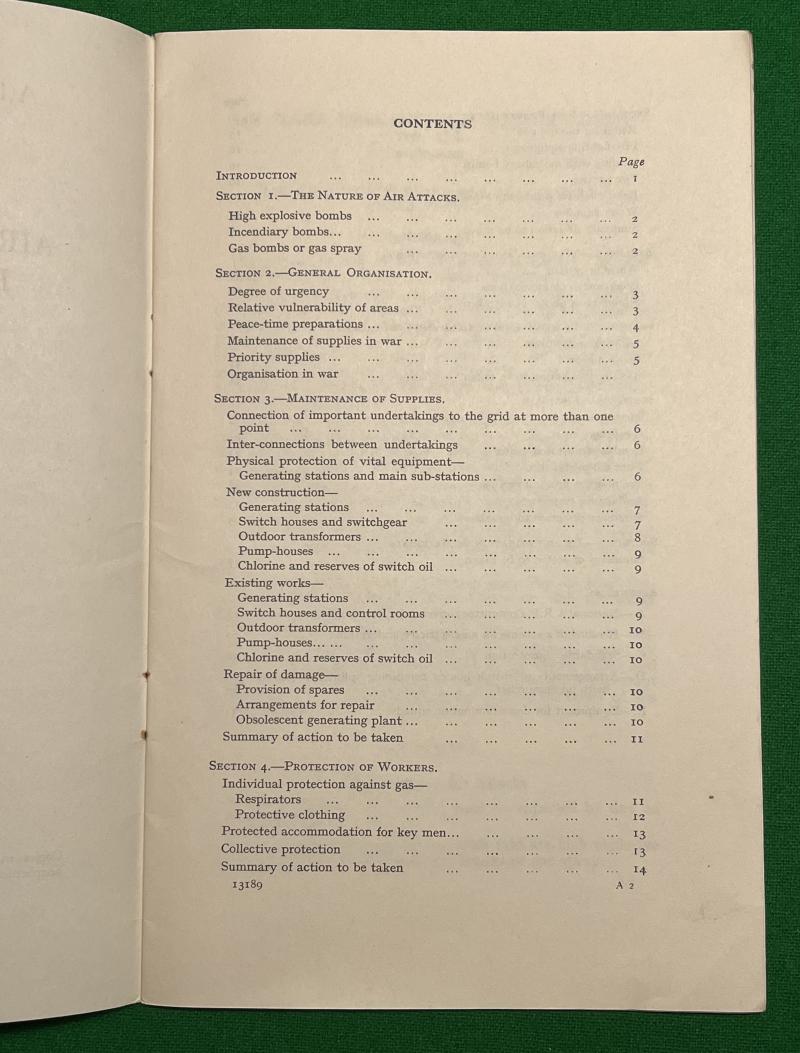 CONTENTS
Page
INTRODUCTION ... ... ... ... ... ... ... ... 1
SECTION 1.—THE NATURE OF AIR ATTACKS.
High explosive bombs ... ... ... ... ... ... ... 2
Incendiary bombs... ... ... ... ... ... ... ... 2
Gas bombs or gas spray ... ... ... ... ... ... 2
SECTION 2.—GENERAL ORGANISATION.
Degree of urgency ... ... ... ... ... ... ... 3
Relative vulnerability of areas ... ... ... ... ... ... 3
Peace-time preparations ... ... ... ... ... ... ... 4
Maintenance of supplies in war ... ... ... ... ... ... 5
Priority supplies ... ... ... ... ... ... ... ... 5
Organisation in war ... ... ... ... ... ... ...
SECTION 3.—MAINTENANCE OF SUPPLIES.
Connection of important undertakings to the grid at more than one
point ... ... ... ... ... ... ... ... ... 6
Inter-connections between undertakings ... ... ... ... 6
Physical protection of vital equipment—
Generating stations and main sub-stations ... ... ... ... 6
New construction—
Generating stations ... ... ... ... ... ... ... 7
Switch houses and switchgear ... ... ... ... ... 7
Outdoor transformers ... ... ... ... ... ... ... 8
Pump-houses ... ... ... ... ... ... ... ... 9
Chlorine and reserves of switch oil ... ... ... ... ... 9
Existing works—
Generating stations ... ... ... ... ... ... ... 9
Switch houses and control rooms ... ... ... ... ... 9
Outdoor transformers ... ... ... ... ... ... ... 10
Pump-houses... ... ... ... ... ... ... ... ... 10
Chlorine and reserves of switch oil ... ... ... ... ... 10
Repair of damage—
Provision of spares ... ... ... ... ... ... ... 10
Arrangements for repair ... ... ... ... ... ... 10
Obsolescent generating plant ... ... ... ... ... ... 10
Summary of action to be taken ... ... ... ... ... 11
SECTION 4.—PROTECTION OF WORKERS.
Individual protection against gas—
Respirators ... ... ... ... ... ... ... ... 11
Protective clothing ... ... ... ... ... ... ... 12
Protected accommodation for key men... ... ... ... ... 13
Collective protection ... ... ... ... ... ... ... 13
Summary of action to be taken ... ... ... ... ... 14
13189 A 2